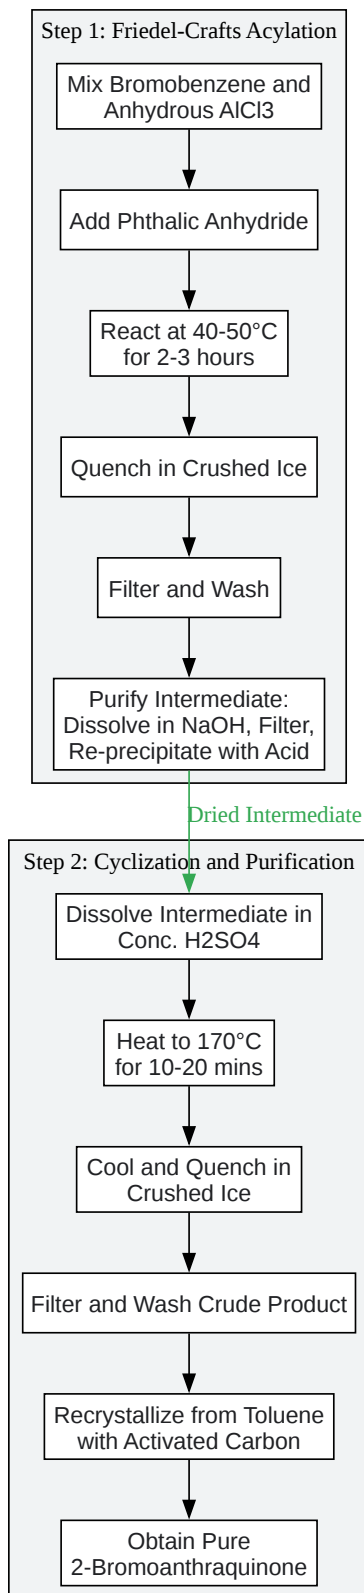 Step 1: Friedel-Crafts Acylation
Mix Bromobenzene and
Anhydrous AlCl3
Add Phthalic Anhydride
React at 40-50°C
for 2-3 hours
Quench in Crushed Ice
Filter and Wash
Purify Intermediate:
Dissolve in NaOH, Filter,
Re-precipitate with Acid
Dried Intermediate
Step 2: Cyclization and Purification
Dissolve Intermediate in
Conc. H2SO4
Heat to 170°C
for 10-20 mins
Cool and Quench in
Crushed Ice
Filter and Wash Crude Product
Recrystallize from Toluene
with Activated Carbon
Obtain Pure
2-Bromoanthraquinone